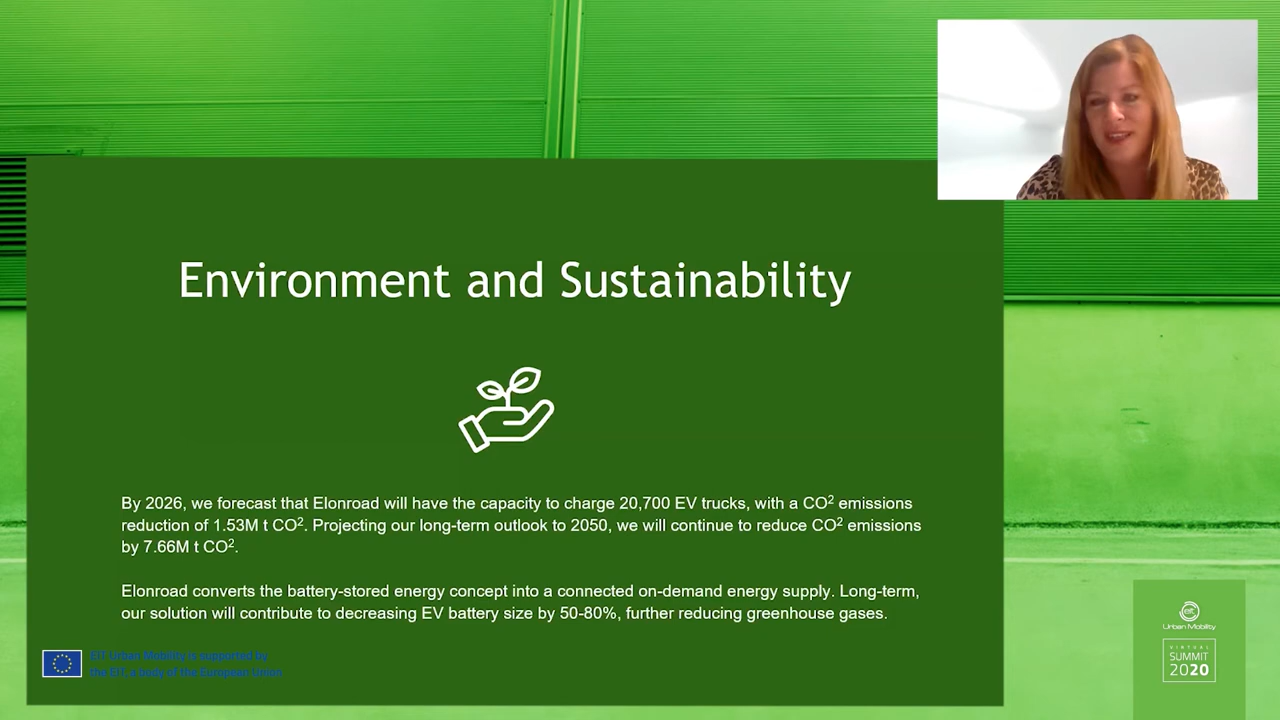 Environment and Sustainability
By 2026, we forecast that Elonroad will have the capacity to charge 20,700 EV trucks, with a CO² emissions
reduction of 1.53M t CO². Projecting our long-term outlook to 2050, we will continue to reduce CO² emissions
by 7.66M t CO².
Elonroad converts the battery-stored energy concept into a connected on-demand energy supply. Long-term,
our solution will contribute to decreasing EV battery size by 50-80%, further reducing greenhouse gases.
EIT Urban Mobility is supported by
the EIT, a body of the European Union
eit
Urban Mobility
VIRTUAL
SUMMIT
2020